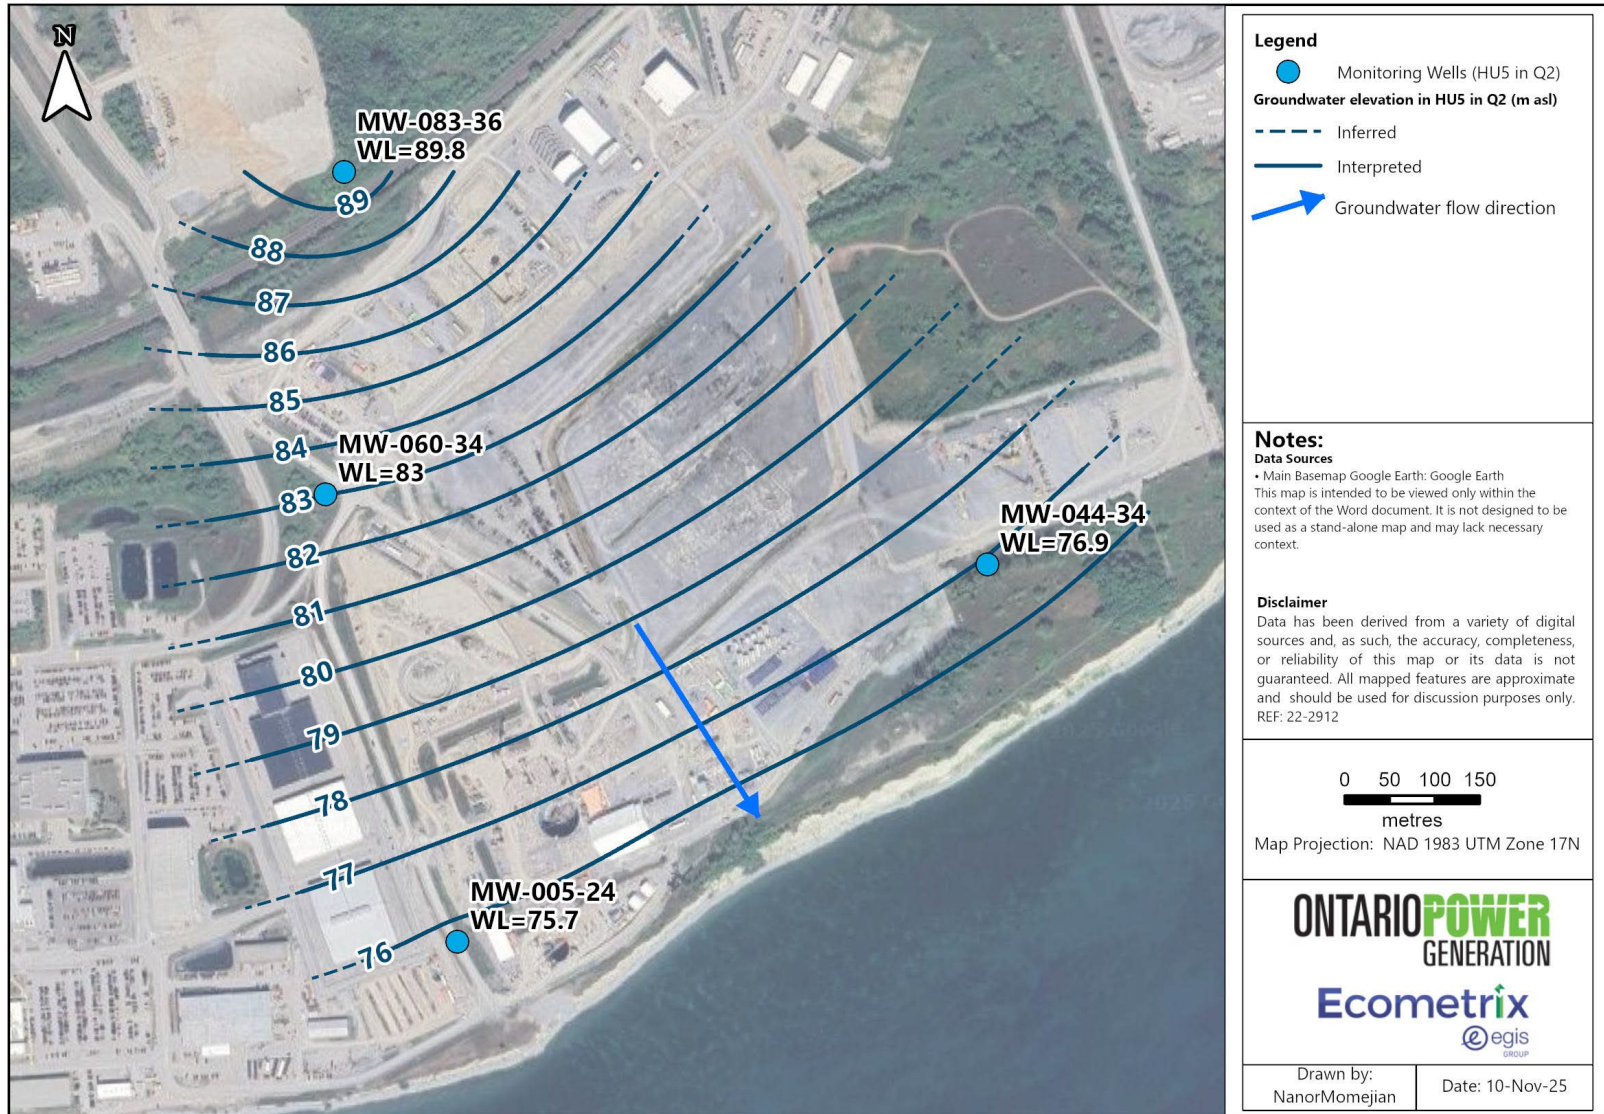 N
MW-083-36
WL=89.8
89
88
87
86
85
84
MW-060-34
WL=83
83
82
81
80
79
78
77
76
MW-044-34
WL=76.9
MW-005-24
WL=75.7
Legend
Monitoring Wells (HU5 in Q2)
Groundwater elevation in HU5 in Q2 (m asl)
Inferred
Interpreted
Groundwater flow direction
Notes:
Data Sources
• Main Basemap Google Earth: Google Earth
This map is intended to be viewed only within the
context of the Word document. It is not designed to be
used as a stand-alone map and may lack necessary
context.
Disclaimer
Data has been derived from a variety of digital
sources and, as such, the accuracy, completeness,
or reliability of this map or its data is not
guaranteed. All mapped features are approximate
and should be used for discussion purposes only.
REF: 22-2912
0 50 100 150
metres
Map Projection: NAD 1983 UTM Zone 17N
ONTARIOPOWER
GENERATION
Ecometrix
egis
GROUP
Drawn by:
NanorMomejian
Date: 10-Nov-25